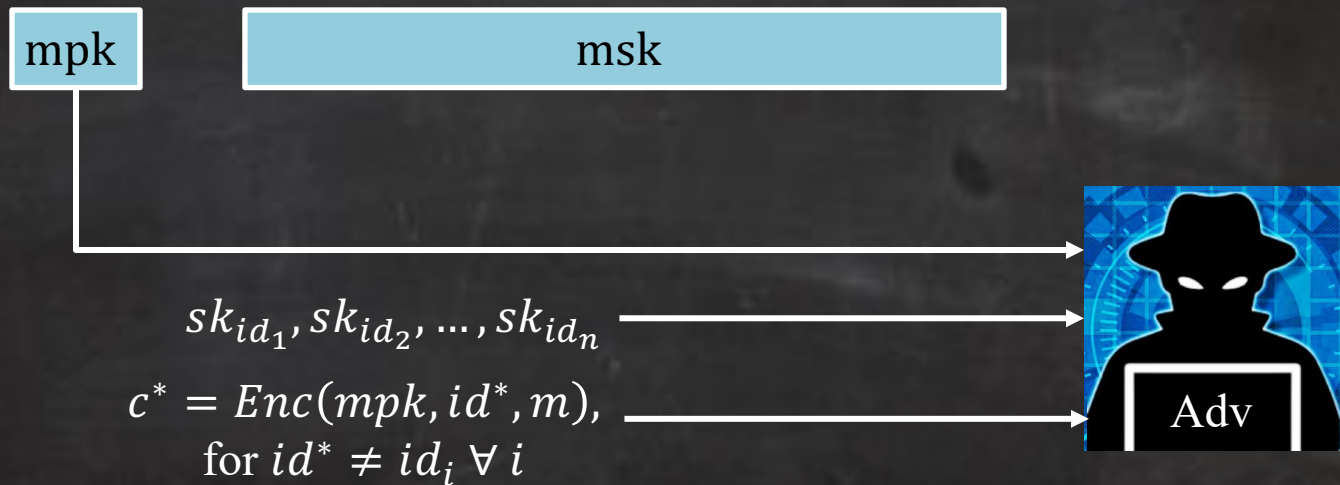 mpk
msk
sk_{id_1}, sk_{id_2}, ..., sk_{id_n}
c^* = Enc(mpk, id^*, m),
for id^* ≠ id_i ∀ i
Adv